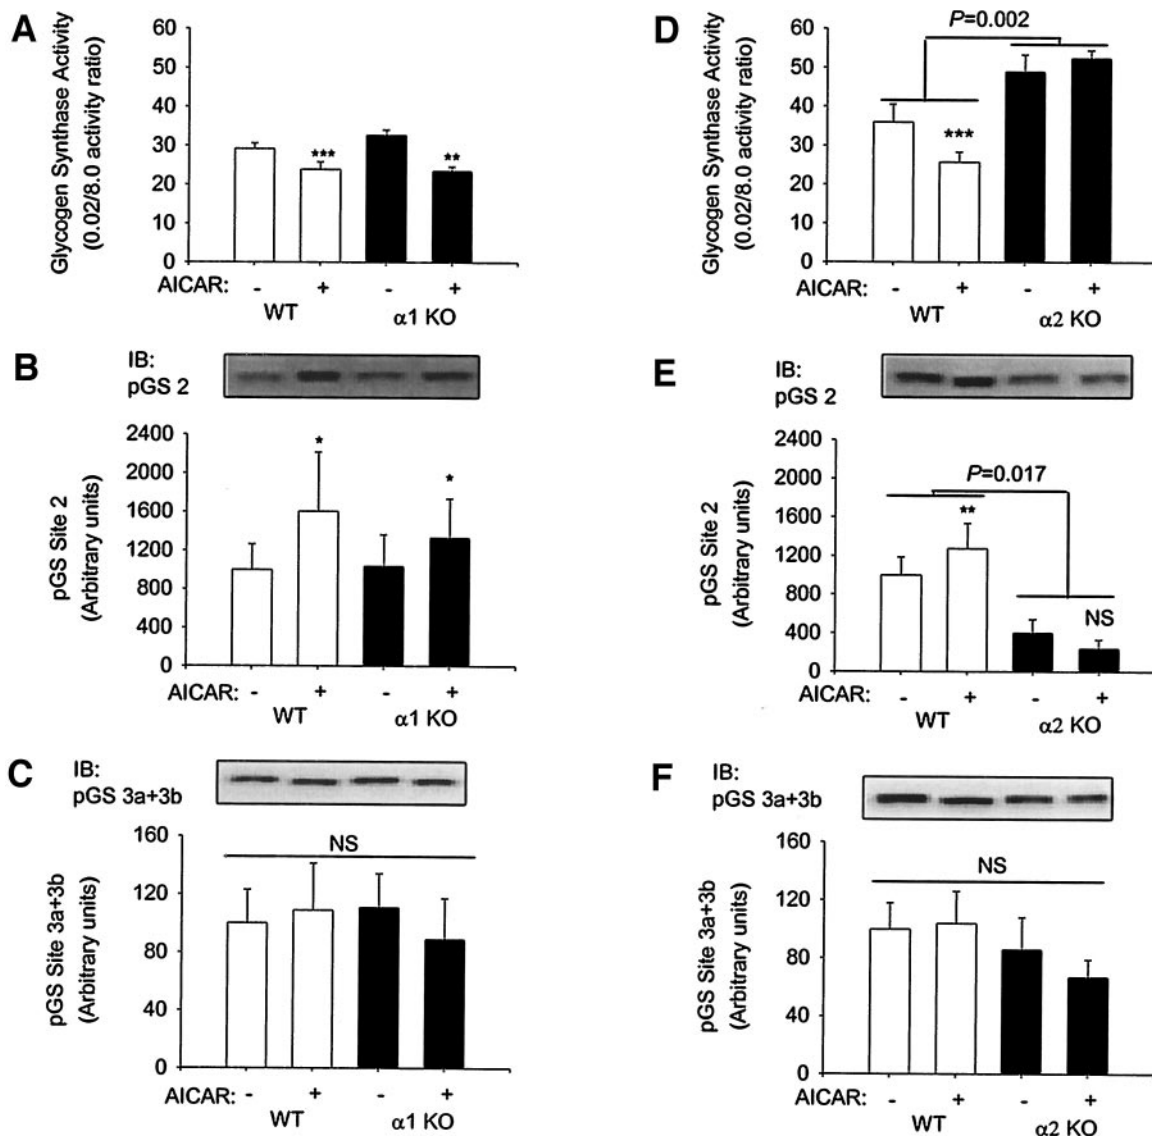 A
Glycogen Synthase Activity
(0.02/8.0 activity ratio)
60
50
40
30
20
10
0
***
**
AICAR: - + - +
WT α1 KO
B
IB:
pGS 2
pGS Site 2
(Arbitrary units)
2400
2000
1600
1200
800
400
0
*
*
AICAR: - + - +
WT α1 KO
C
IB:
pGS 3a+3b
pGS Site 3a+3b
(Arbitrary units)
160
120
80
40
0
NS
AICAR: - + - +
WT α1 KO
D
Glycogen Synthase Activity
(0.02/8.0 activity ratio)
60
50
40
30
20
10
0
P=0.002
***
AICAR: - + - +
WT α2 KO
E
IB:
pGS 2
pGS Site 2
(Arbitrary units)
2400
2000
1600
1200
800
400
0
P=0.017
**
NS
AICAR: - + - +
WT α2 KO
F
IB:
pGS 3a+3b
pGS Site 3a+3b
(Arbitrary units)
160
120
80
40
0
NS
AICAR: - + - +
WT α2 KO